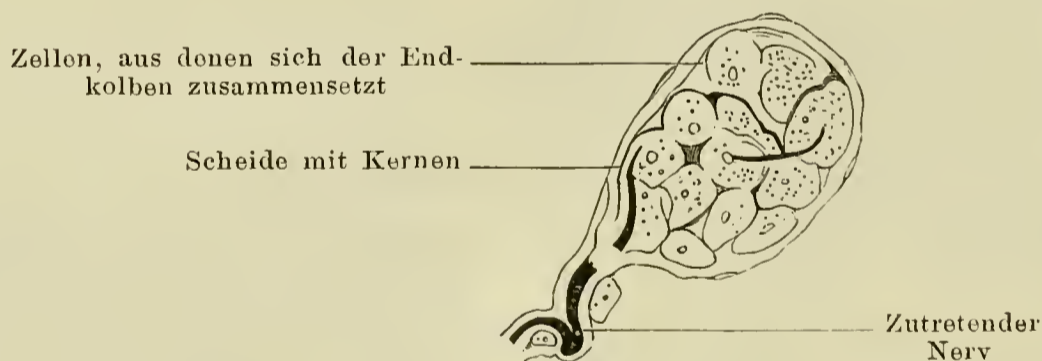 Zellen, aus denen sich der End-
kolben zusammensetzt
Scheide mit Kernen
Zutretender
Nerv